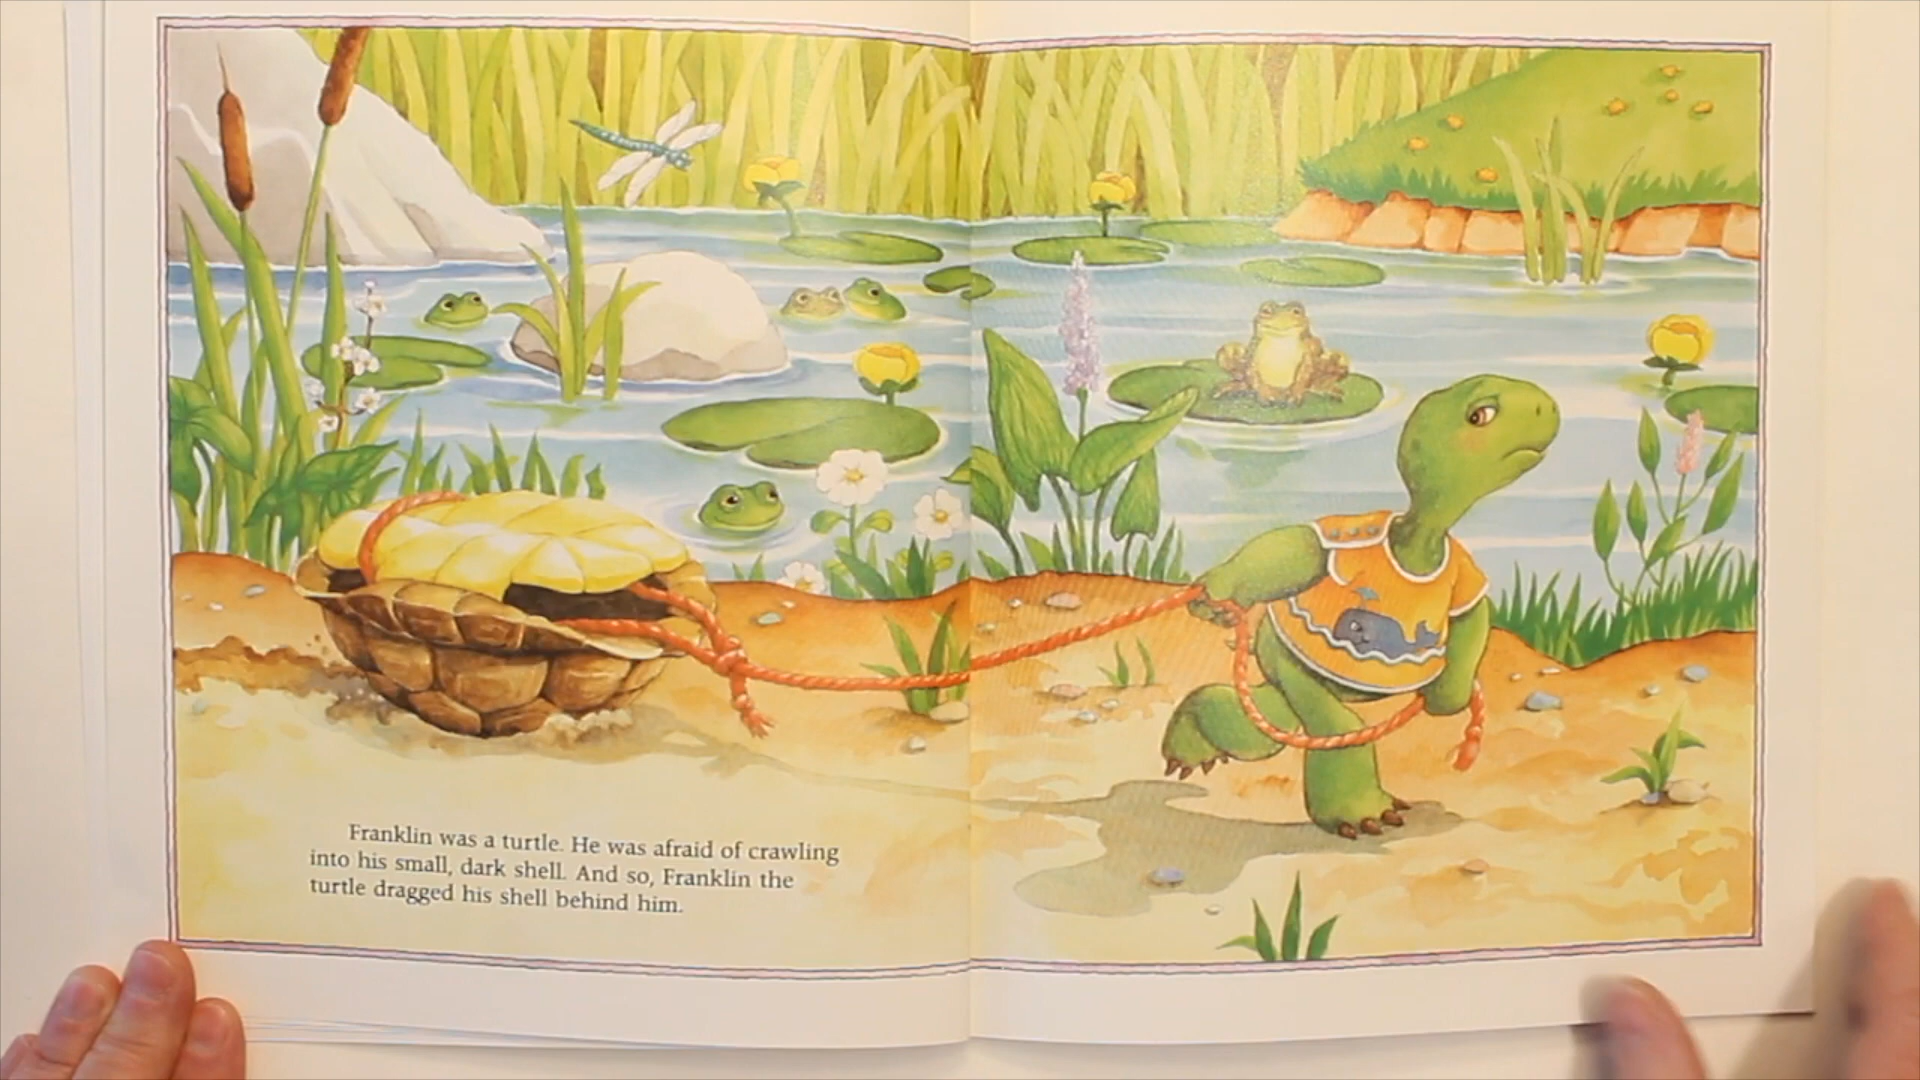 Franklin was a turtle. He was afraid of crawling
into his small, dark shell. And so, Franklin the
turtle dragged his shell behind him.